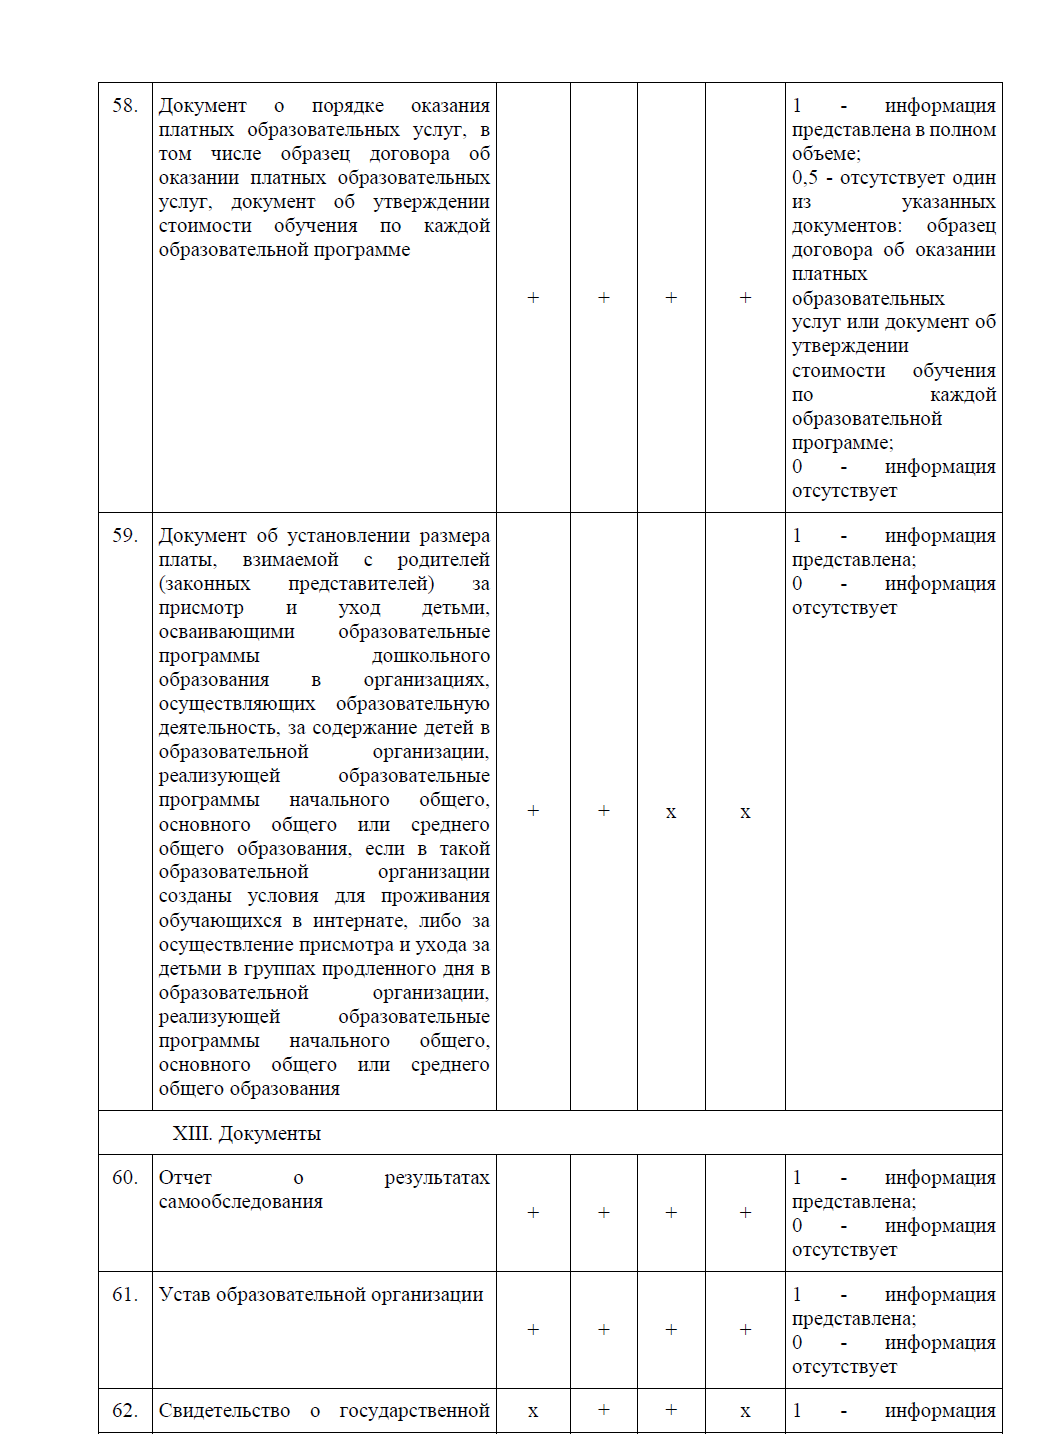 58.
Документ о порядке оказания
платных образовательных услуг, в
том числе образец договора об
оказании платных образовательных
услуг, документ об утверждении
стоимости обучения по каждой
образовательной программе
+ + + +
1 - информация
представлена в полном
объеме;
0,5 - отсутствует один
из указанных
документов: образец
договора об оказании
платных
образовательных
услуг или документ об
утверждении
стоимости обучения
по каждой
образовательной
программе;
0 - информация
отсутствует
59.
Документ об установлении размера
платы, взимаемой с родителей
(законных представителей) за
присмотр и уход детьми,
осваивающими образовательные
программы дошкольного
образования в организациях,
осуществляющих образовательную
деятельность, за содержание детей в
образовательной организации,
реализующей образовательные
программы начального общего,
основного общего или среднего
общего образования, если в такой
образовательной организации
созданы условия для проживания
обучающихся в интернате, либо за
осуществление присмотра и ухода за
детьми в группах продленного дня в
образовательной организации,
реализующей образовательные
программы начального общего,
основного общего или среднего
общего образования
+ + х х
1 - информация
представлена;
0 - информация
отсутствует
XIII. Документы
60.
Отчет о результатах
самообследования
+ + + +
1 - информация
представлена;
0 - информация
отсутствует
61.
Устав образовательной организации
+ + + +
1 - информация
представлена;
0 - информация
отсутствует
62.
Свидетельство о государственной
х + + х
1 - информация